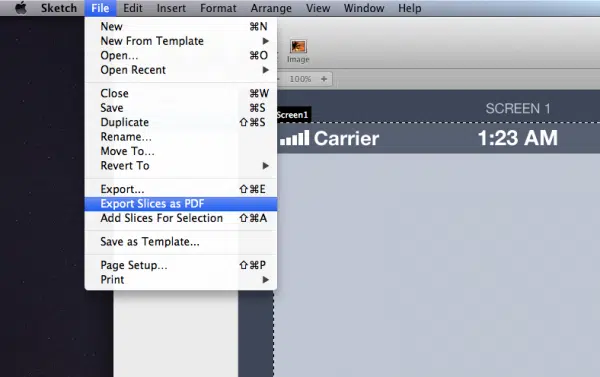 Sketch File Edit Insert Format Arrange View Window Help
New ⌘N
New From Template
Open... ⌘O
Open Recent
Close ⌘W
Save ⌘S
Duplicate ⇧⌘S
Rename...
Move To...
Revert To
Export... ⇧⌘E
Export Slices as PDF
Add Slices For Selection ⇧⌘A
Save as Template...
Page Setup... ⇧⌘P
Print
Image
- 100% +
SCREEN 1
Screen1
Carrier 1:23 AM